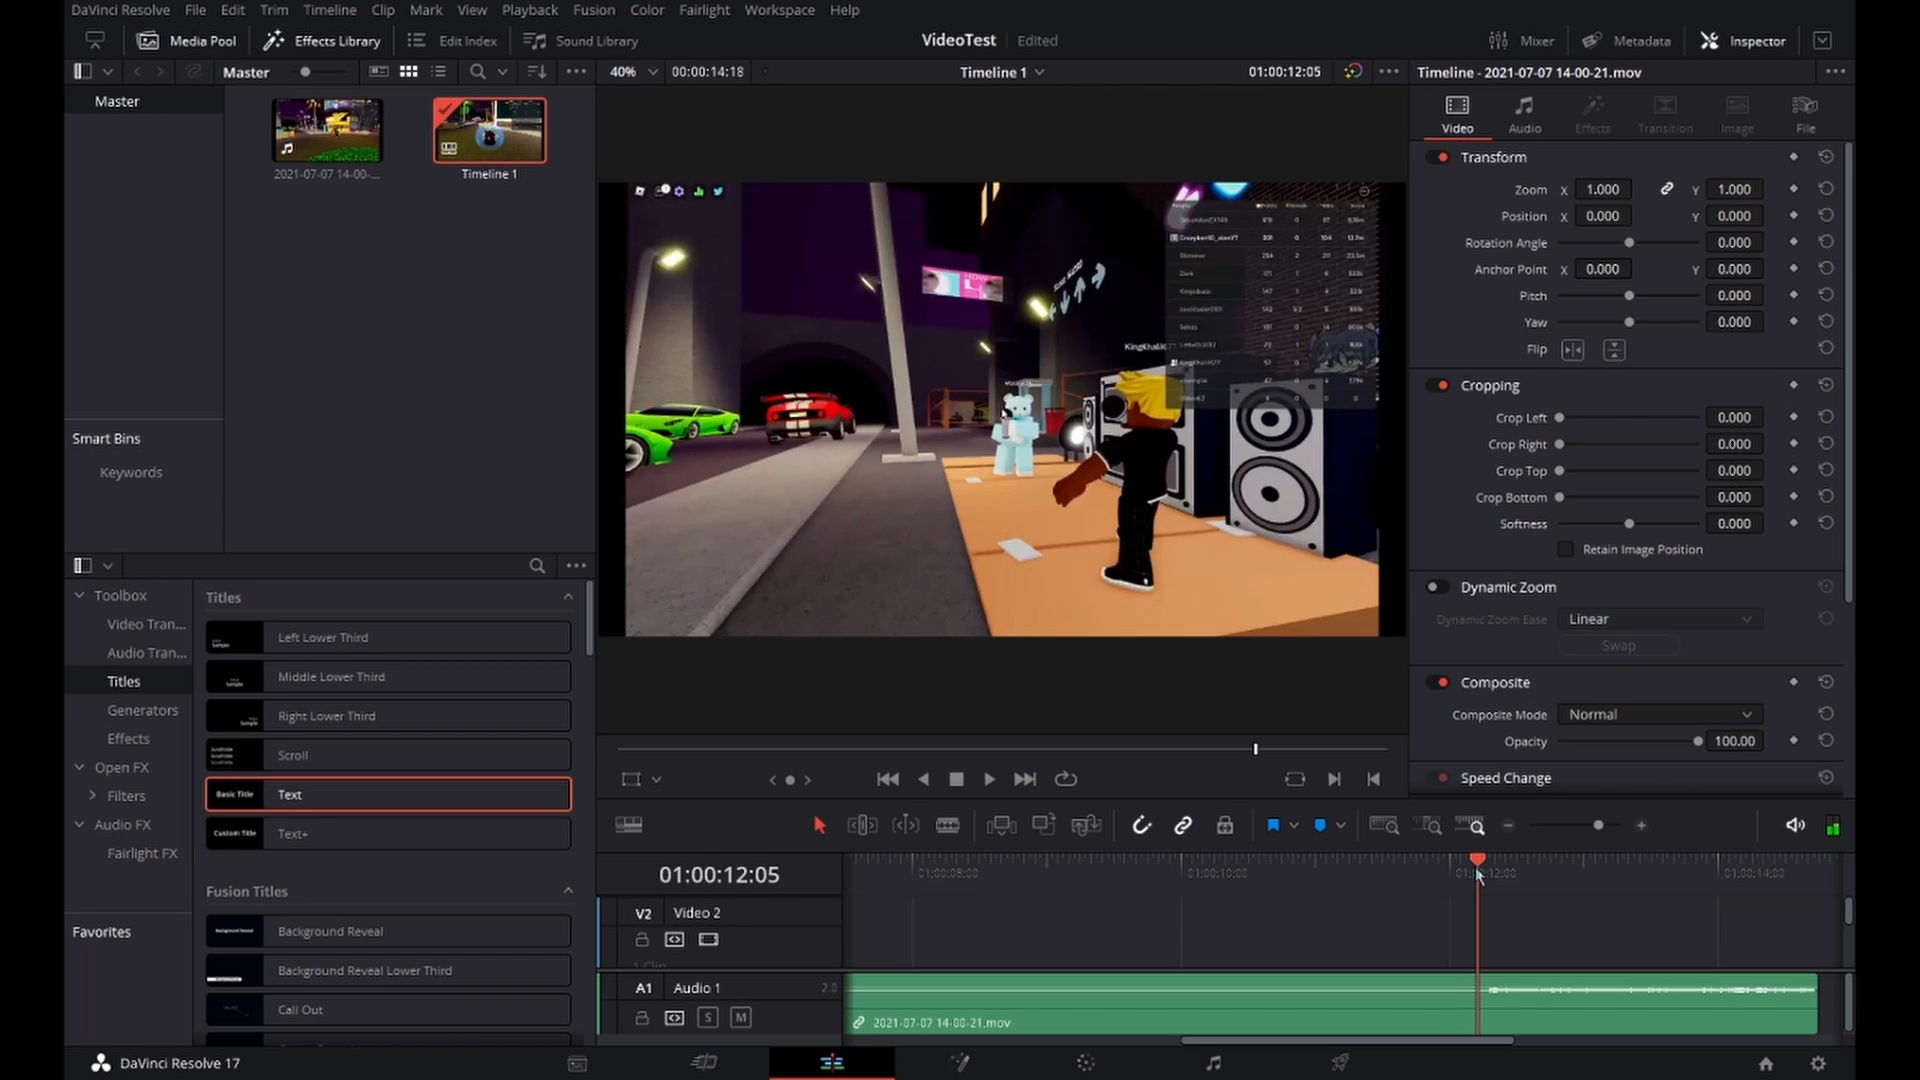 DaVinci Resolve File Edit Trim Timeline Clip Mark View Playback Fusion Color Fairlight Workspace Help
Media Pool Effects Library Edit Index Sound Library VideoTest Edited Mixer Metadata Inspector
Master 40% 00:00:14:18 Timeline 1 01:00:12:05 Timeline - 2021-07-07 14-00-21.mov
Master
2021-07-07 14-00-...
Timeline 1
Smart Bins
Keywords
Video Audio Effects Transition Image File
Transform
Zoom X 1.000 Y 1.000
Position X 0.000 Y 0.000
Rotation Angle 0.000
Anchor Point X 0.000 Y 0.000
Pitch 0.000
Yaw 0.000
Flip
Cropping
Crop Left 0.000
Crop Right 0.000
Crop Top 0.000
Crop Bottom 0.000
Softness 0.000
Retain Image Position
Dynamic Zoom
Dynamic Zoom Ease Linear
Swap
Composite
Composite Mode Normal
Opacity 100.00
Speed Change
Toolbox
Video Tran...
Audio Tran...
Titles
Generators
Effects
Open FX
Filters
Audio FX
Fairlight FX
Favorites
Titles
Left Lower Third
Middle Lower Third
Right Lower Third
Scroll
Basic Title Text
Custom Title Text+
Fusion Titles
Background Reveal
Background Reveal Lower Third
Call Out
01:00:12:05
01:00:08:00 01:00:10:00 01:00:12:00 01:00:14:00
V2 Video 2
1 Clip
A1 Audio 1 2.0
S M
2021-07-07 14-00-21.mov
DaVinci Resolve 17